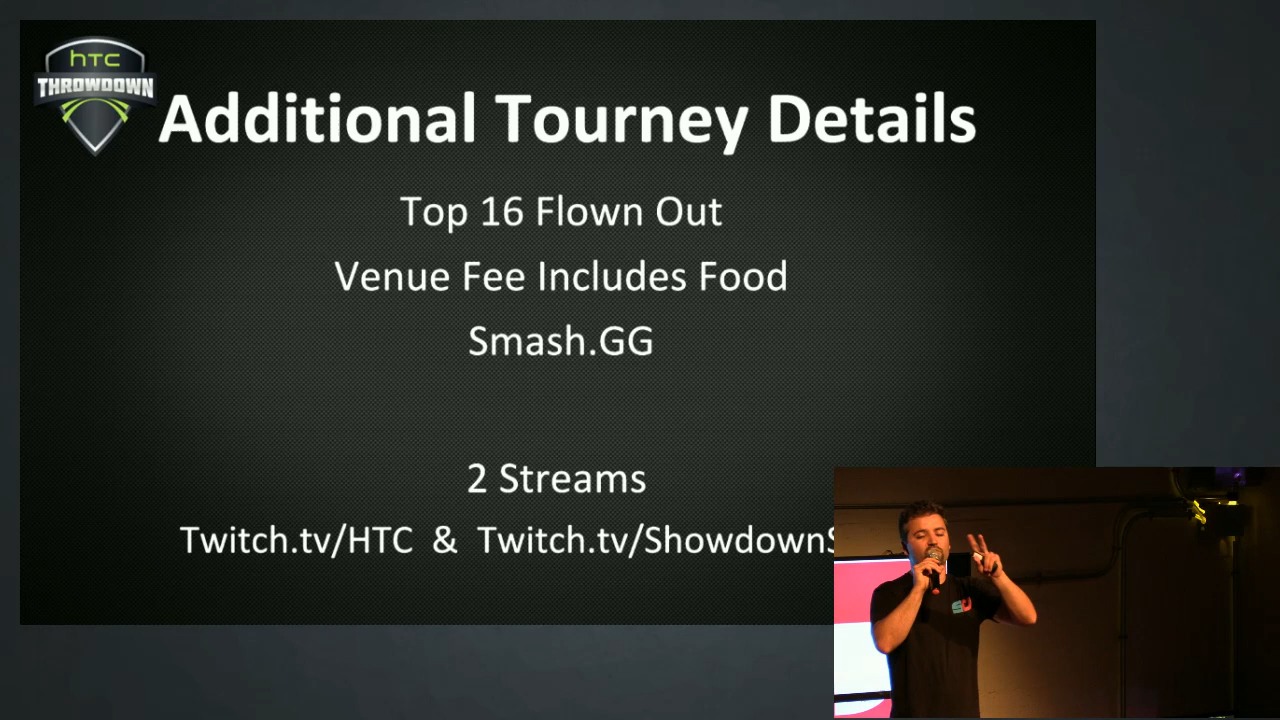 hTC
THROWDOWN
Additional Tourney Details
Top 16 Flown Out
Venue Fee Includes Food
Smash.GG
2 Streams
Twitch.tv/HTC & Twitch.tv/Showdown